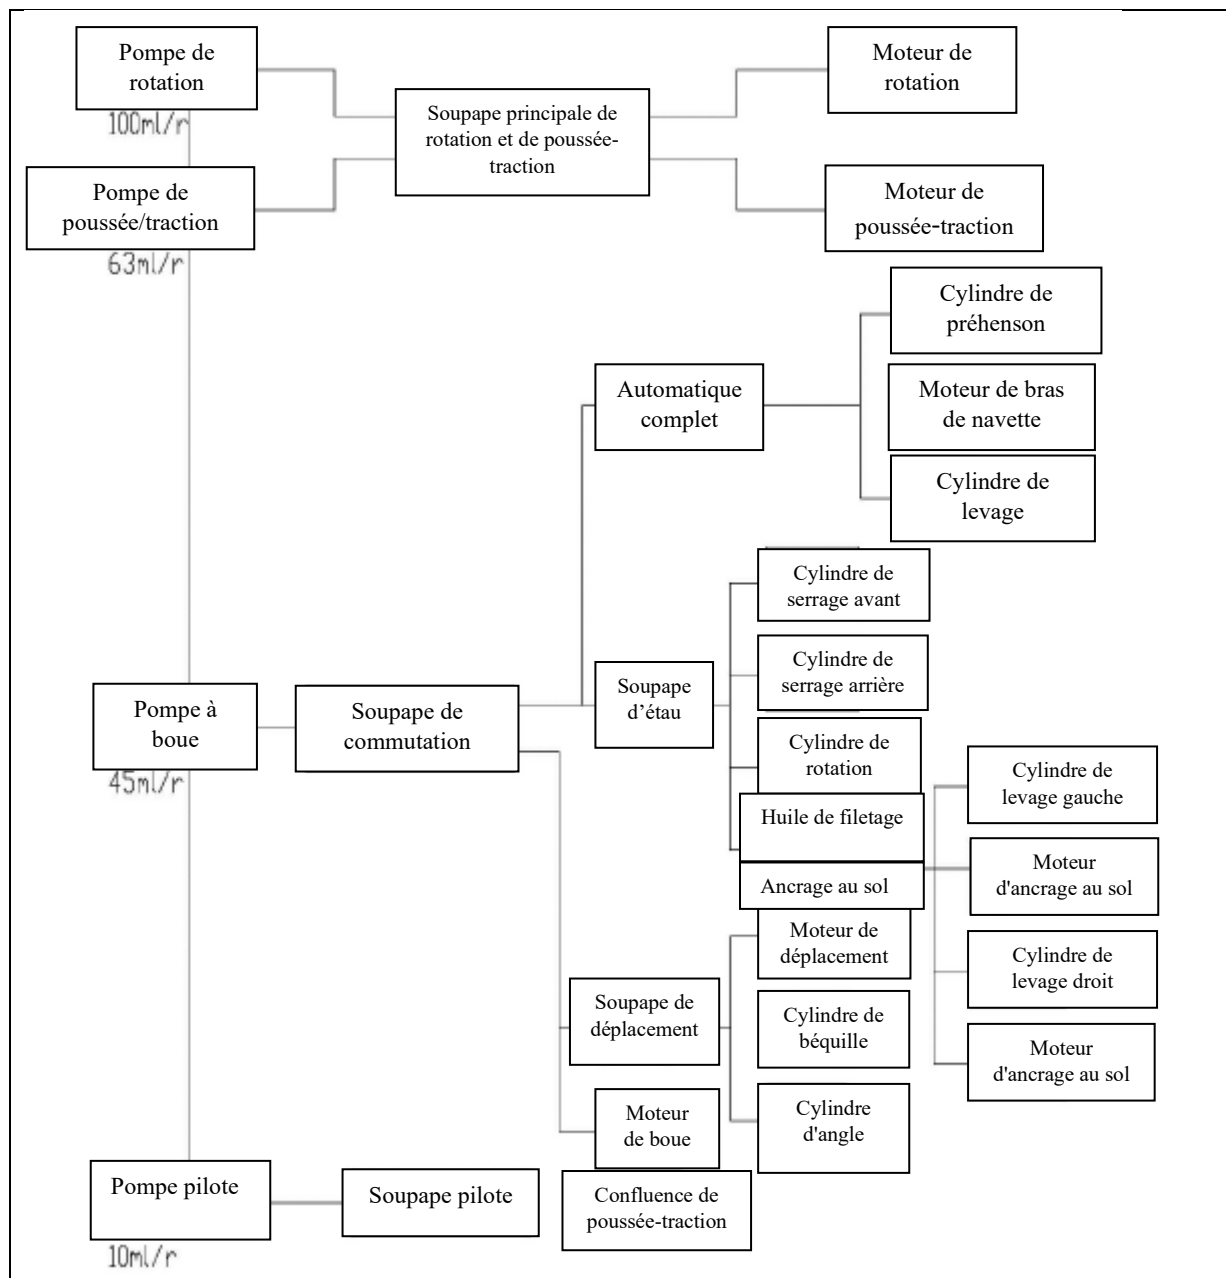 Pompe de
rotation
100ml/r
Pompe de
poussée/traction
63ml/r
Soupape principale de
rotation et de poussée-
traction
Moteur de
rotation
Moteur de
poussée-traction
Cylindre de
préhenson
Automatique
complet
Moteur de bras
de navette
Cylindre de
levage
Cylindre de
serrage avant
Cylindre de
serrage arrière
Soupape
d’étau
Pompe à
boue
45ml/r
Soupape de
commutation
Cylindre de
rotation
Huile de filetage
Ancrage au sol
Cylindre de
levage gauche
Moteur
d'ancrage au sol
Cylindre de
levage droit
Moteur
d'ancrage au sol
Moteur de
déplacement
Soupape de
déplacement
Cylindre de
béquille
Cylindre
d'angle
Moteur
de boue
Pompe pilote
10ml/r
Soupape pilote
Confluence de
poussée-traction